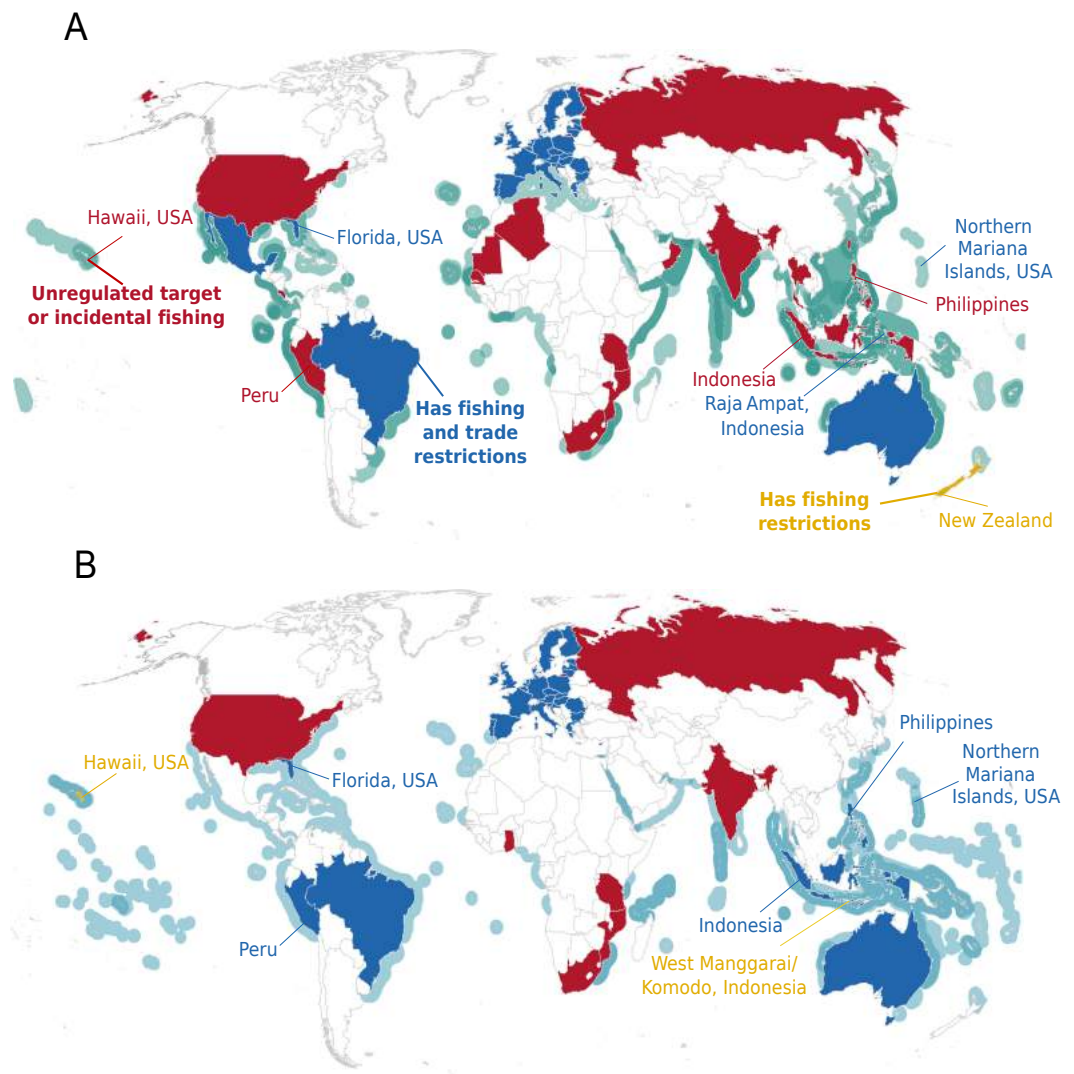 A
Hawaii, USA
Unregulated target
or incidental fishing
Florida, USA
Northern
Mariana
Islands, USA
Philippines
Peru
Has fishing
and trade
restrictions
Indonesia
Raja Ampat,
Indonesia
Has fishing
restrictions
New Zealand
B
Hawaii, USA
Florida, USA
Philippines
Northern
Mariana
Islands, USA
Peru
Indonesia
West Manggarai/
Komodo, Indonesia